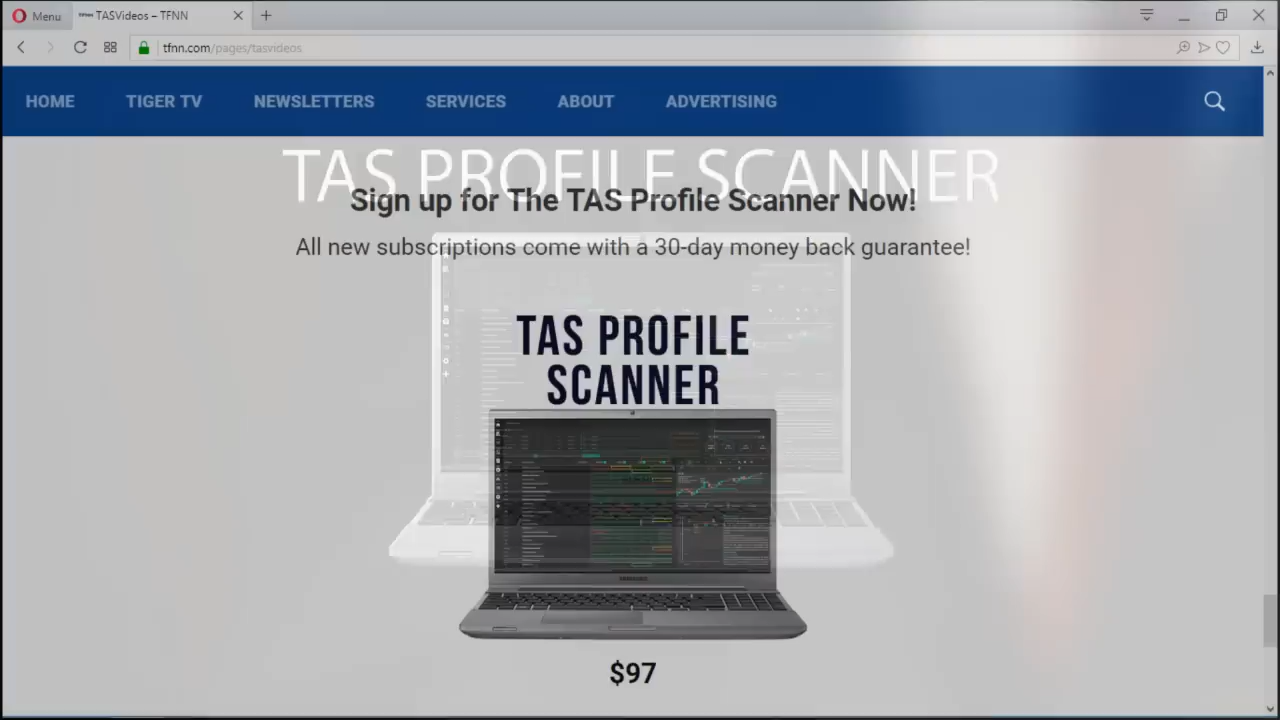 Menu
TASVideos – TFNN
tfnn.com/pages/tasvideos
HOME TIGER TV NEWSLETTERS SERVICES ABOUT ADVERTISING
TAS PROFILE SCANNER
Sign up for The TAS Profile Scanner Now!
All new subscriptions come with a 30-day money back guarantee!
TAS PROFILE
SCANNER
SAMSUNG
$97